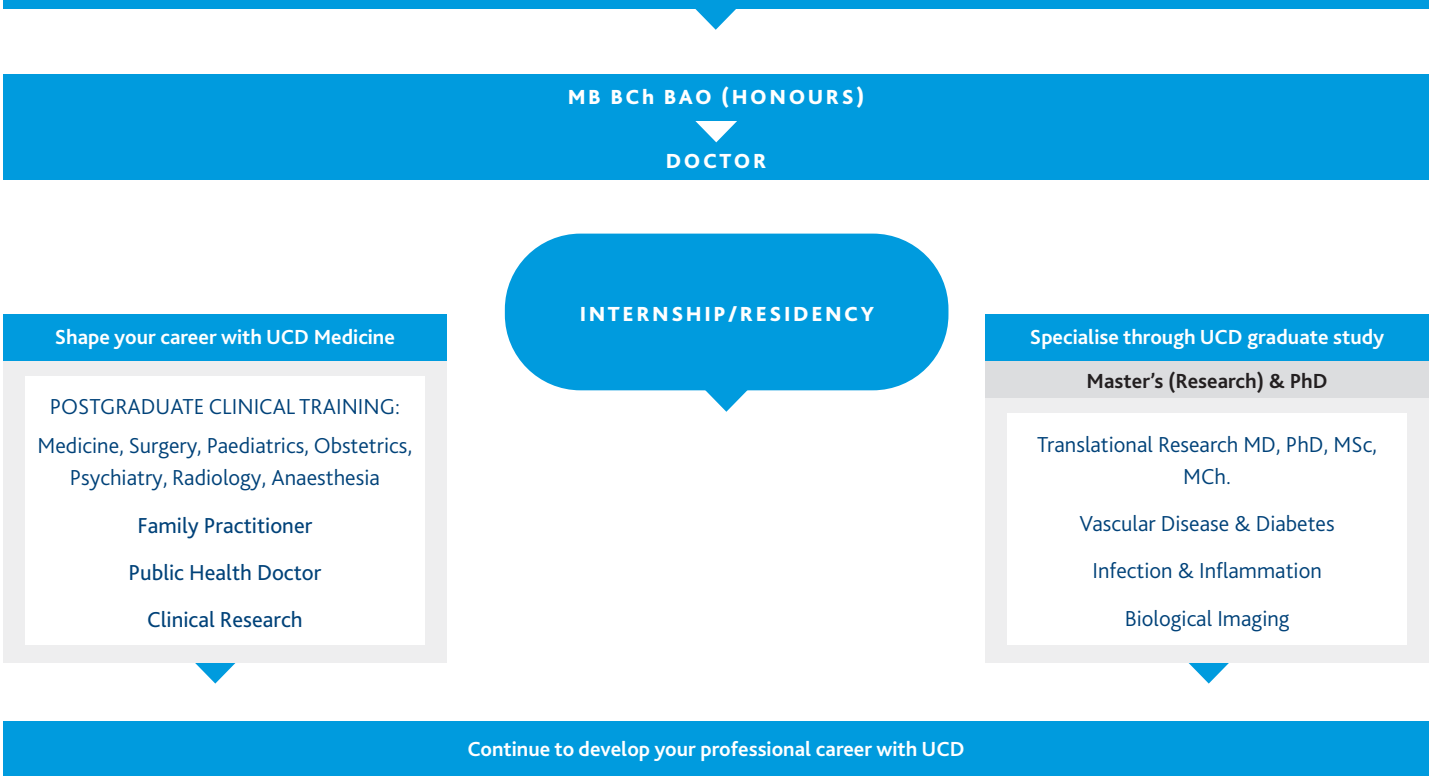 MB BCh BAO (HONOURS)
DOCTOR
INTERNSHIP/RESIDENCY
Shape your career with UCD Medicine
POSTGRADUATE CLINICAL TRAINING:
Medicine, Surgery, Paediatrics, Obstetrics,
Psychiatry, Radiology, Anaesthesia
Family Practitioner
Public Health Doctor
Clinical Research
Specialise through UCD graduate study
Master's (Research) & PhD
Translational Research MD, PhD, MSc,
MCh.
Vascular Disease & Diabetes
Infection & Inflammation
Biological Imaging
Continue to develop your professional career with UCD